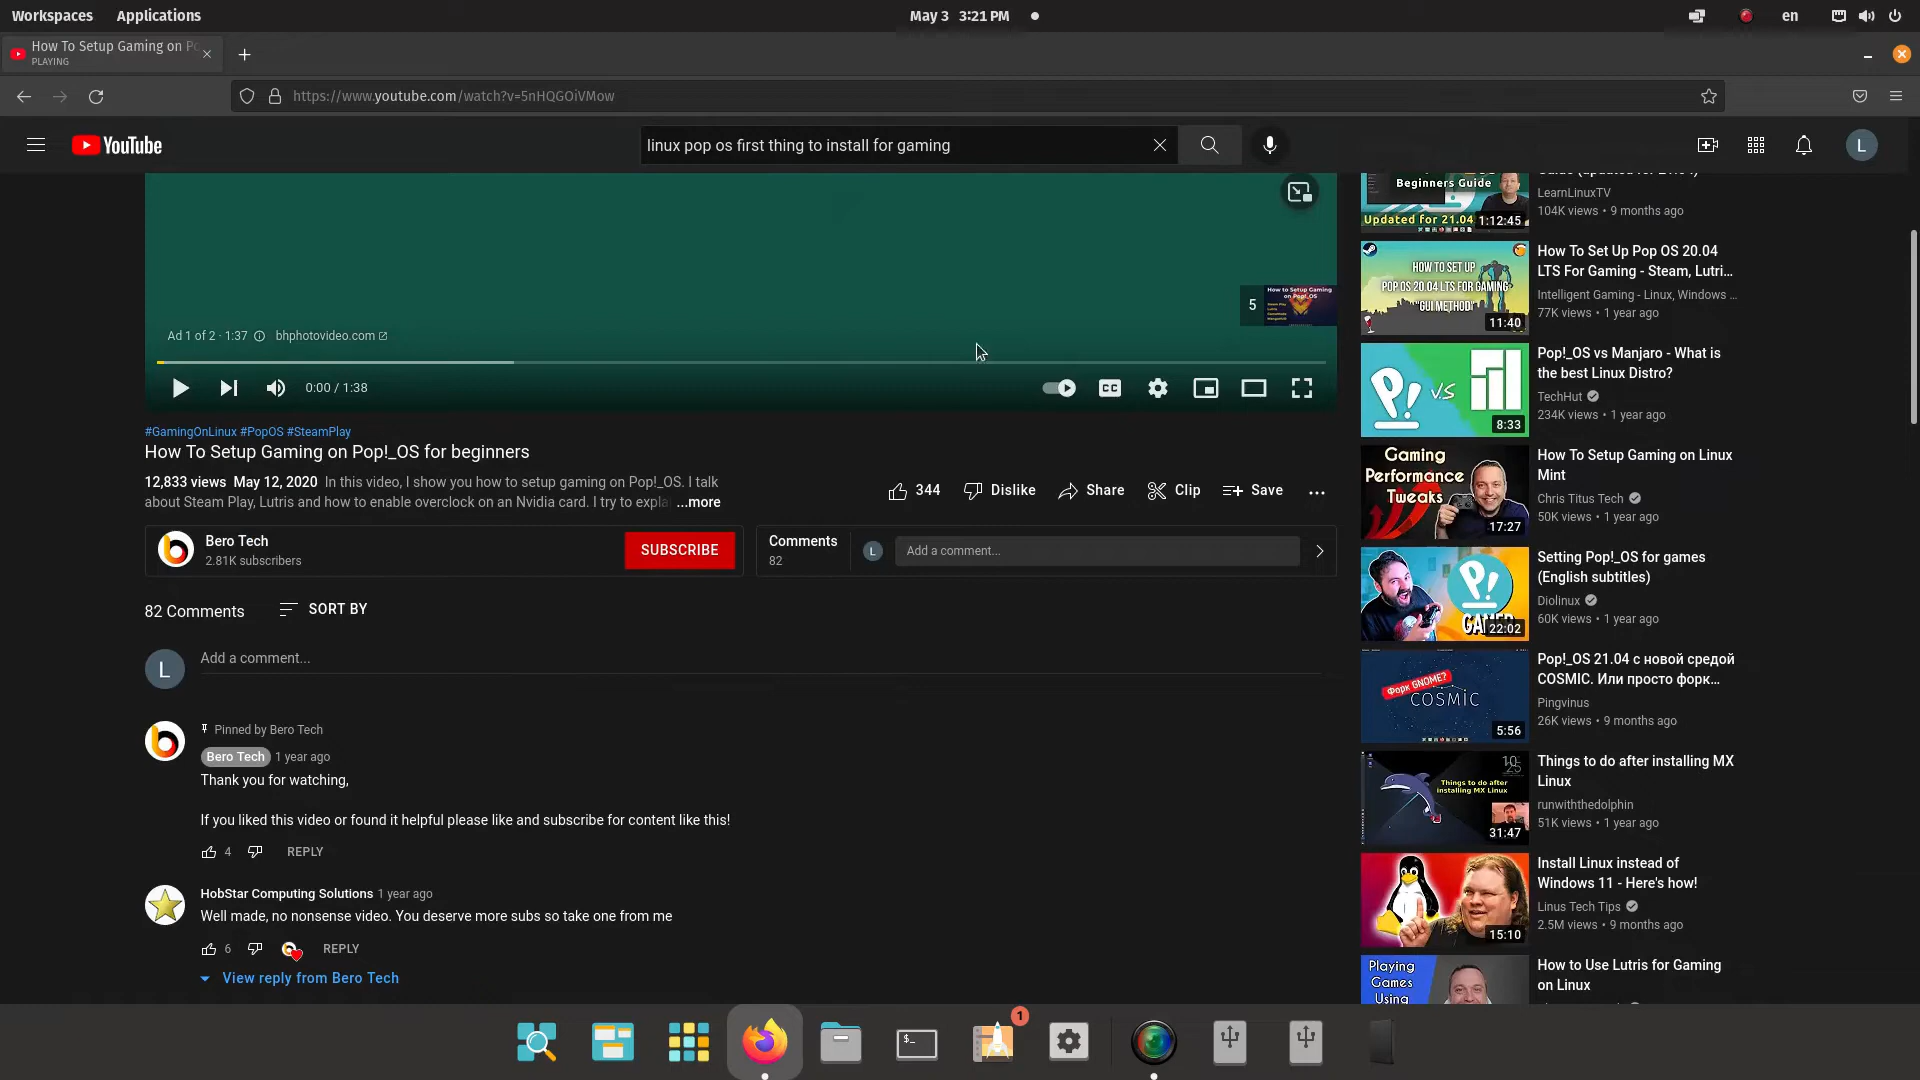 Workspaces
Applications
May 3 3:21 PM
en
How To Setup Gaming on Po
PLAYING
https://www.youtube.com/watch?v=5nHQGOiVMow
YouTube
linux pop os first thing to install for gaming
L
5
How to Setup Gaming
on Pop!_OS
Ad 1 of 2 · 1:37
bhphotovideo.com
0:00 / 1:38
CC
#GamingOnLinux #PopOS #SteamPlay
How To Setup Gaming on Pop!_OS for beginners
12,833 views May 12, 2020 In this video, I show you how to setup gaming on Pop!_OS. I talk
about Steam Play, Lutris and how to enable overclock on an Nvidia card. I try to expla ...more
344
Dislike
Share
Clip
Save
Bero Tech
2.81K subscribers
SUBSCRIBE
Comments
82
L
Add a comment...
82 Comments
SORT BY
L
Add a comment...
Pinned by Bero Tech
Bero Tech 1 year ago
Thank you for watching,
If you liked this video or found it helpful please like and subscribe for content like this!
4
REPLY
HobStar Computing Solutions 1 year ago
Well made, no nonsense video. You deserve more subs so take one from me
6
REPLY
View reply from Bero Tech
Beginners Guide
Updated for 21.04
1:12:45
LearnLinuxTV
104K views • 9 months ago
HOW TO SET UP
POP OS 20.04 LTS FOR GAMING
"GUI METHOD!"
11:40
How To Set Up Pop OS 20.04
LTS For Gaming - Steam, Lutri...
Intelligent Gaming - Linux, Windows ...
77K views • 1 year ago
P! VS
8:33
Pop!_OS vs Manjaro - What is
the best Linux Distro?
TechHut
234K views • 1 year ago
Gaming
Performance
Tweaks
17:27
How To Setup Gaming on Linux
Mint
Chris Titus Tech
50K views • 1 year ago
P!
22:02
Setting Pop!_OS for games
(English subtitles)
Diolinux
60K views • 1 year ago
Форк GNOME?
COSMIC
5:56
Pop!_OS 21.04 с новой средой
COSMIC. Или просто форк...
Pingvinus
26K views • 9 months ago
Things to do after
installing MX Linux
31:47
Things to do after installing MX
Linux
runwiththedolphin
51K views • 1 year ago
15:10
Install Linux instead of
Windows 11 - Here's how!
Linus Tech Tips
2.5M views • 9 months ago
Playing
Games
Using
How to Use Lutris for Gaming
on Linux
$_
1